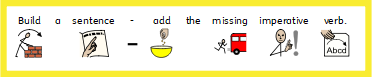 Build a sentence - add the missing imperative verb.
Abcd